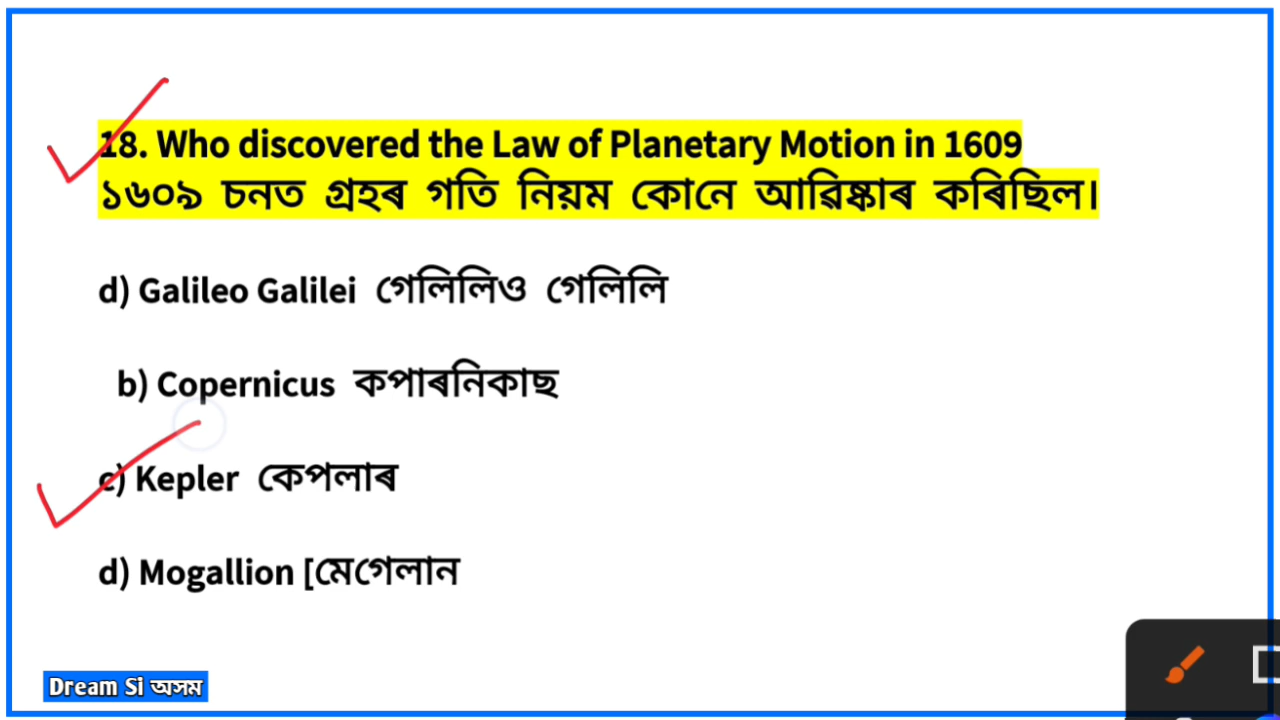 18. Who discovered the Law of Planetary Motion in 1609
১৬০৯ চনত গ্ৰহৰ গতি নিয়ম কোনে আৱিষ্কাৰ কৰিছিল।
d) Galileo Galilei গেলিলিও গেলিলি
b) Copernicus কপাৰনিকাছ
c) Kepler কেপলাৰ
d) Mogallion [মেগেলান
Dream Si অসম